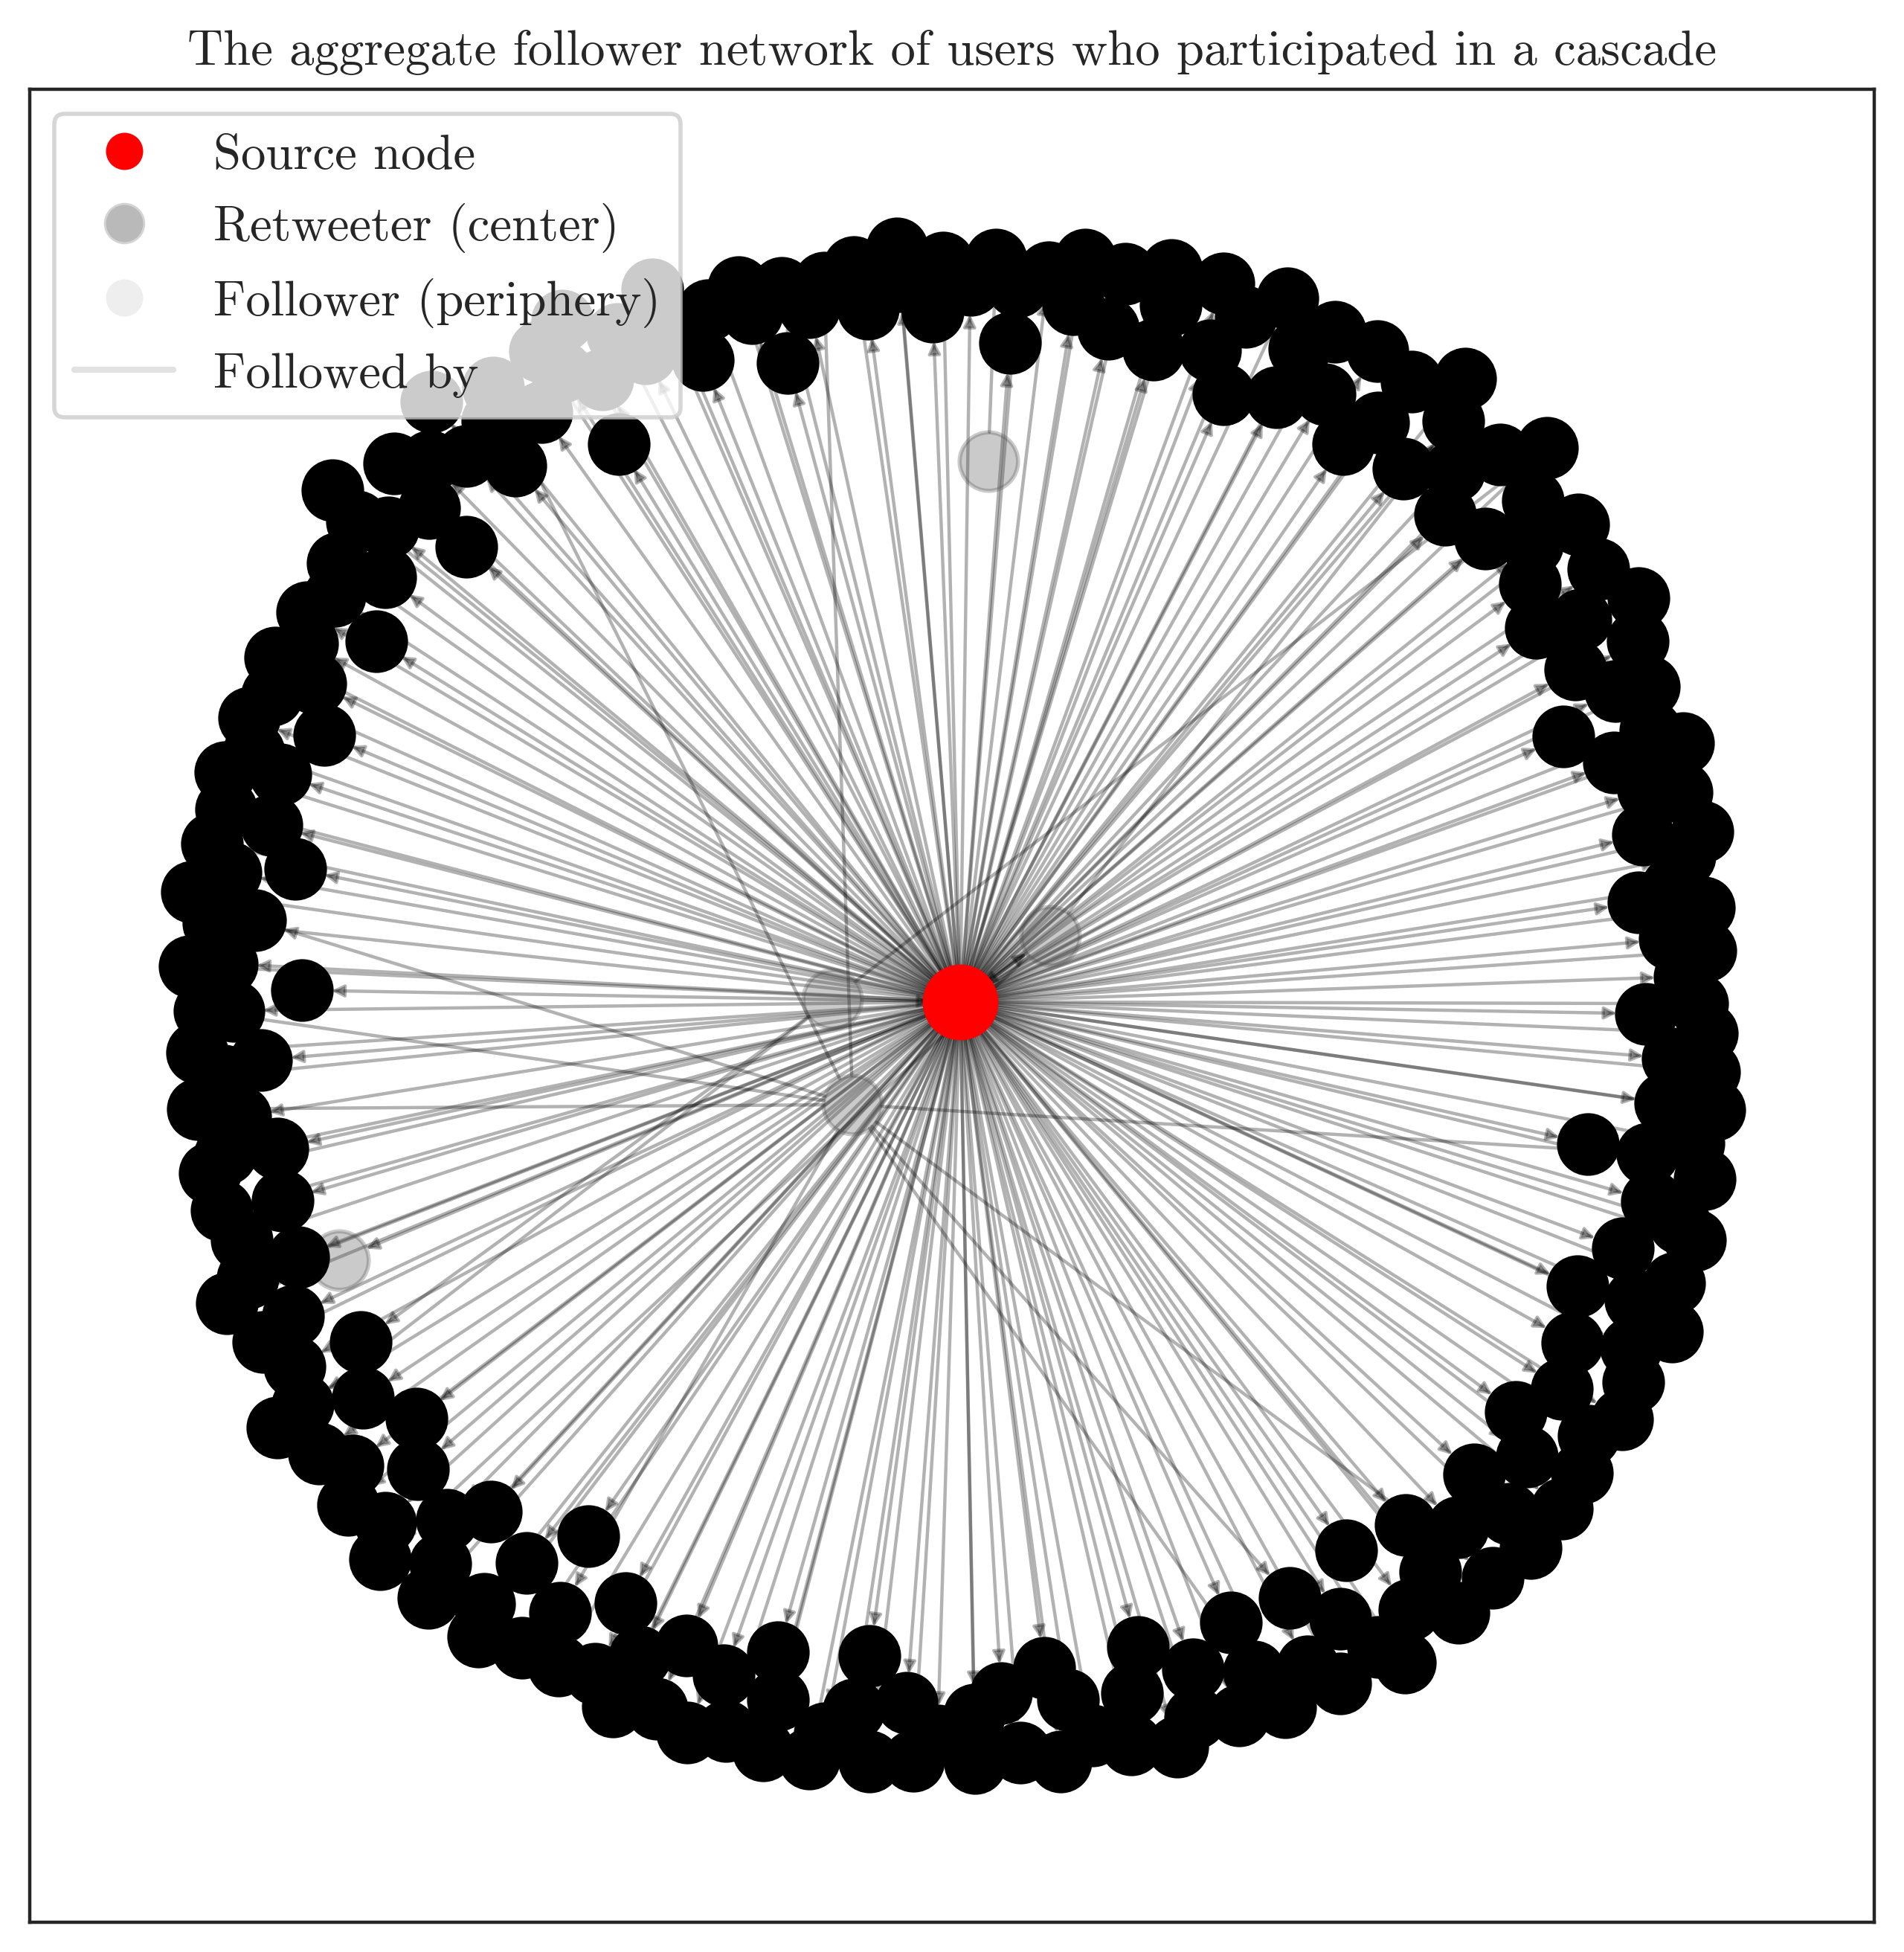 The aggregate follower network of users who participated in a cascade
Source node
Retweeter (center)
Follower (periphery)
Followed by